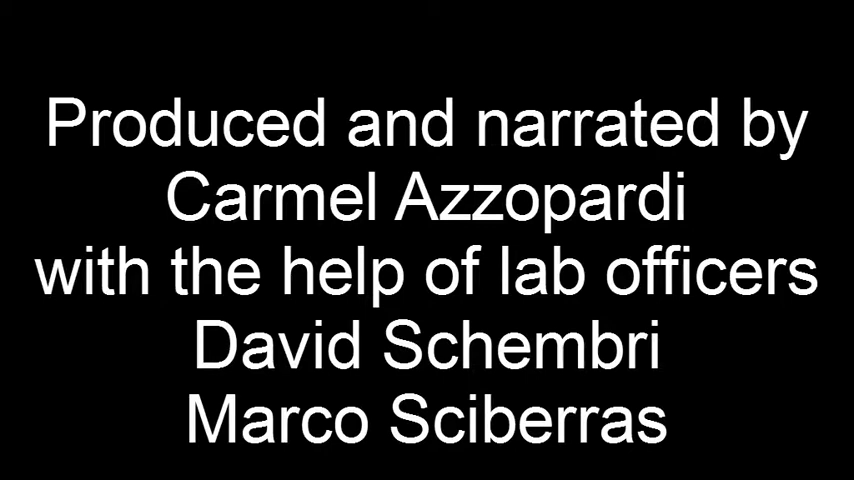 Produced and narrated by
Carmel Azzopardi
with the help of lab officers
David Schembri
Marco Sciberras